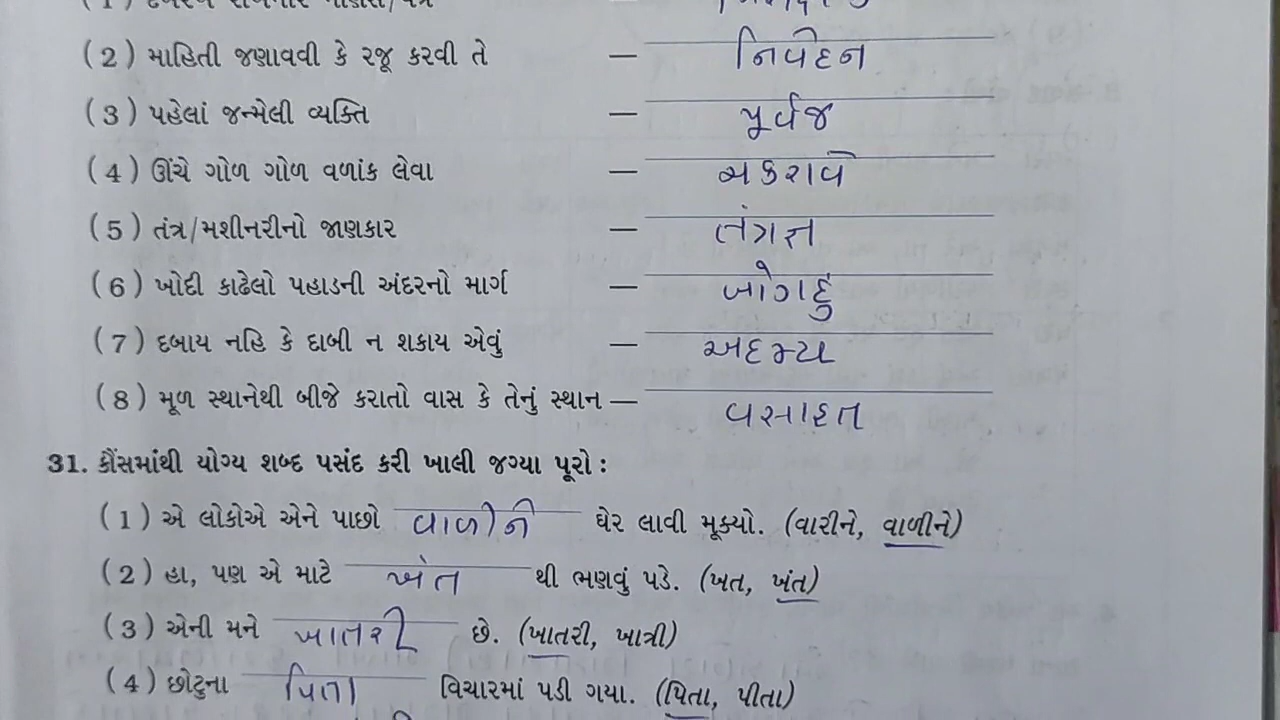 (2) માહિતી જણાવવી કે રજૂ કરવી તે — નિવેદન
(3) પહેલાં જન્મેલી વ્યક્તિ — પૂર્વજ
(4) ઊંચે ગોળ ગોળ વળાંક લેવા — ચકરાવો
(5) તંત્ર/મશીનરીનો જાણકાર — તંત્રજ્ઞ
(6) ખોદી કાઢેલો પહાડની અંદરનો માર્ગ — બોગદું
(7) દબાય નહિ કે દાબી ન શકાય એવું — અદમ્ય
(8) મૂળ સ્થાનેથી બીજે કરાતો વાસ કે તેનું સ્થાન — વસાહત
31. કૌંસમાંથી યોગ્ય શબ્દ પસંદ કરી ખાલી જગ્યા પૂરો :
(1) એ લોકોએ એને પાછો વાળીને ઘેર લાવી મૂક્યો. (વારીને, વાળીને)
(2) હા, પણ એ માટે ખંત થી ભણવું પડે. (ખત, ખંત)
(3) એની મને ખાતરી છે. (ખાતરી, ખાત્રી)
(4) છોટુના પિતા વિચારમાં પડી ગયા. (પિતા, પીતા)